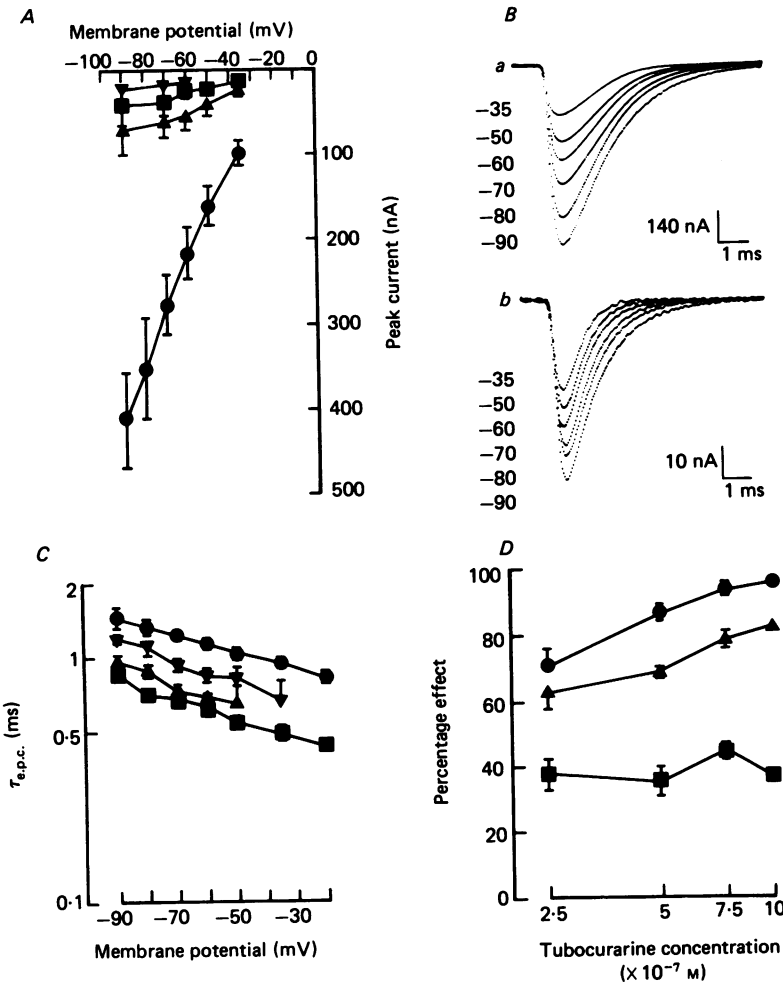 A
Membrane potential (mV)
−100 −80 −60 −40 −20 0
100
200
300
400
500
Peak current (nA)
B
a
−35
−50
−60
−70
−80
−90
140 nA
1 ms
b
−35
−50
−60
−70
−80
−90
10 nA
1 ms
C
2
1
0·5
0·1
τe.p.c. (ms)
−90 −70 −50 −30
Membrane potential (mV)
D
100
80
60
40
20
0
Percentage effect
2·5 5 7·5 10
Tubocurarine concentration
(× 10⁻⁷ M)